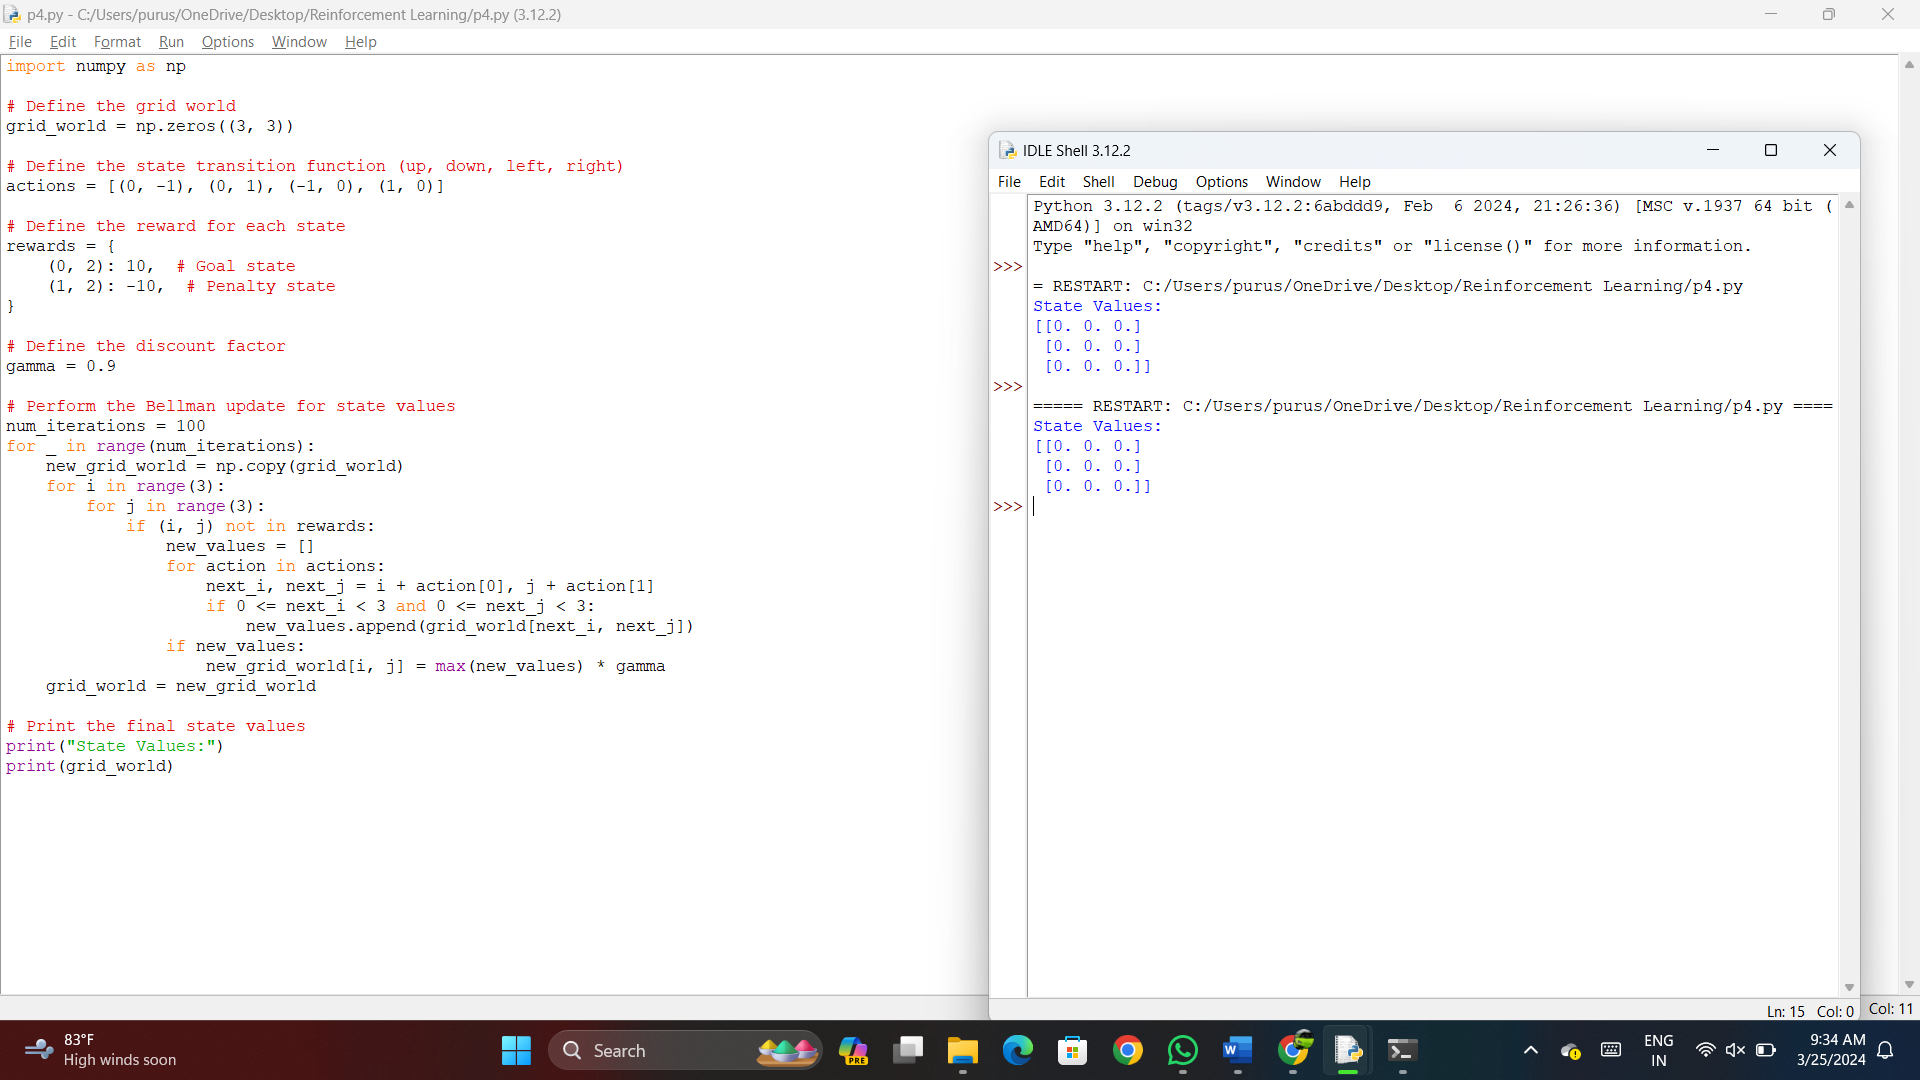 p4.py - C:/Users/purus/OneDrive/Desktop/Reinforcement Learning/p4.py (3.12.2)
File Edit Format Run Options Window Help
import numpy as np
# Define the grid world
grid_world = np.zeros((3, 3))
# Define the state transition function (up, down, left, right)
actions = [(0, -1), (0, 1), (-1, 0), (1, 0)]
# Define the reward for each state
rewards = {
    (0, 2): 10,  # Goal state
    (1, 2): -10,  # Penalty state
}
# Define the discount factor
gamma = 0.9
# Perform the Bellman update for state values
num_iterations = 100
for _ in range(num_iterations):
    new_grid_world = np.copy(grid_world)
    for i in range(3):
        for j in range(3):
            if (i, j) not in rewards:
                new_values = []
                for action in actions:
                    next_i, next_j = i + action[0], j + action[1]
                    if 0 <= next_i < 3 and 0 <= next_j < 3:
                        new_values.append(grid_world[next_i, next_j])
                if new_values:
                    new_grid_world[i, j] = max(new_values) * gamma
    grid_world = new_grid_world
# Print the final state values
print("State Values:")
print(grid_world)
IDLE Shell 3.12.2
File Edit Shell Debug Options Window Help
Python 3.12.2 (tags/v3.12.2:6abddd9, Feb  6 2024, 21:26:36) [MSC v.1937 64 bit (
AMD64)] on win32
Type "help", "copyright", "credits" or "license()" for more information.
>>>
= RESTART: C:/Users/purus/OneDrive/Desktop/Reinforcement Learning/p4.py
State Values:
[[0. 0. 0.]
 [0. 0. 0.]
 [0. 0. 0.]]
>>>
===== RESTART: C:/Users/purus/OneDrive/Desktop/Reinforcement Learning/p4.py ====
State Values:
[[0. 0. 0.]
 [0. 0. 0.]
 [0. 0. 0.]]
>>>
Ln: 15 Col: 0
Col: 11
83°F
High winds soon
Search
PRE
ENG
IN
9:34 AM
3/25/2024